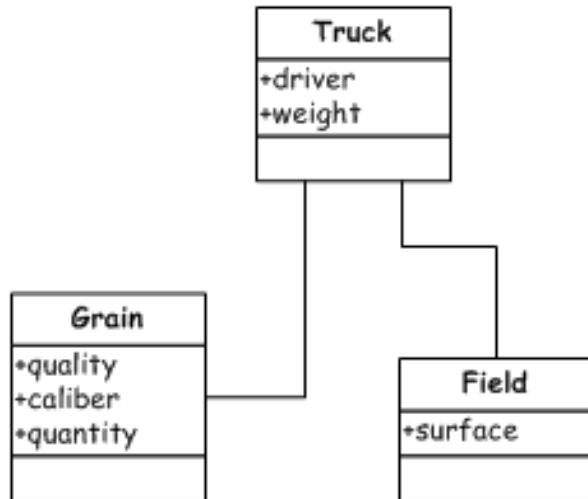 Truck
+driver
+weight
Grain
+quality
+caliber
+quantity
Field
+surface